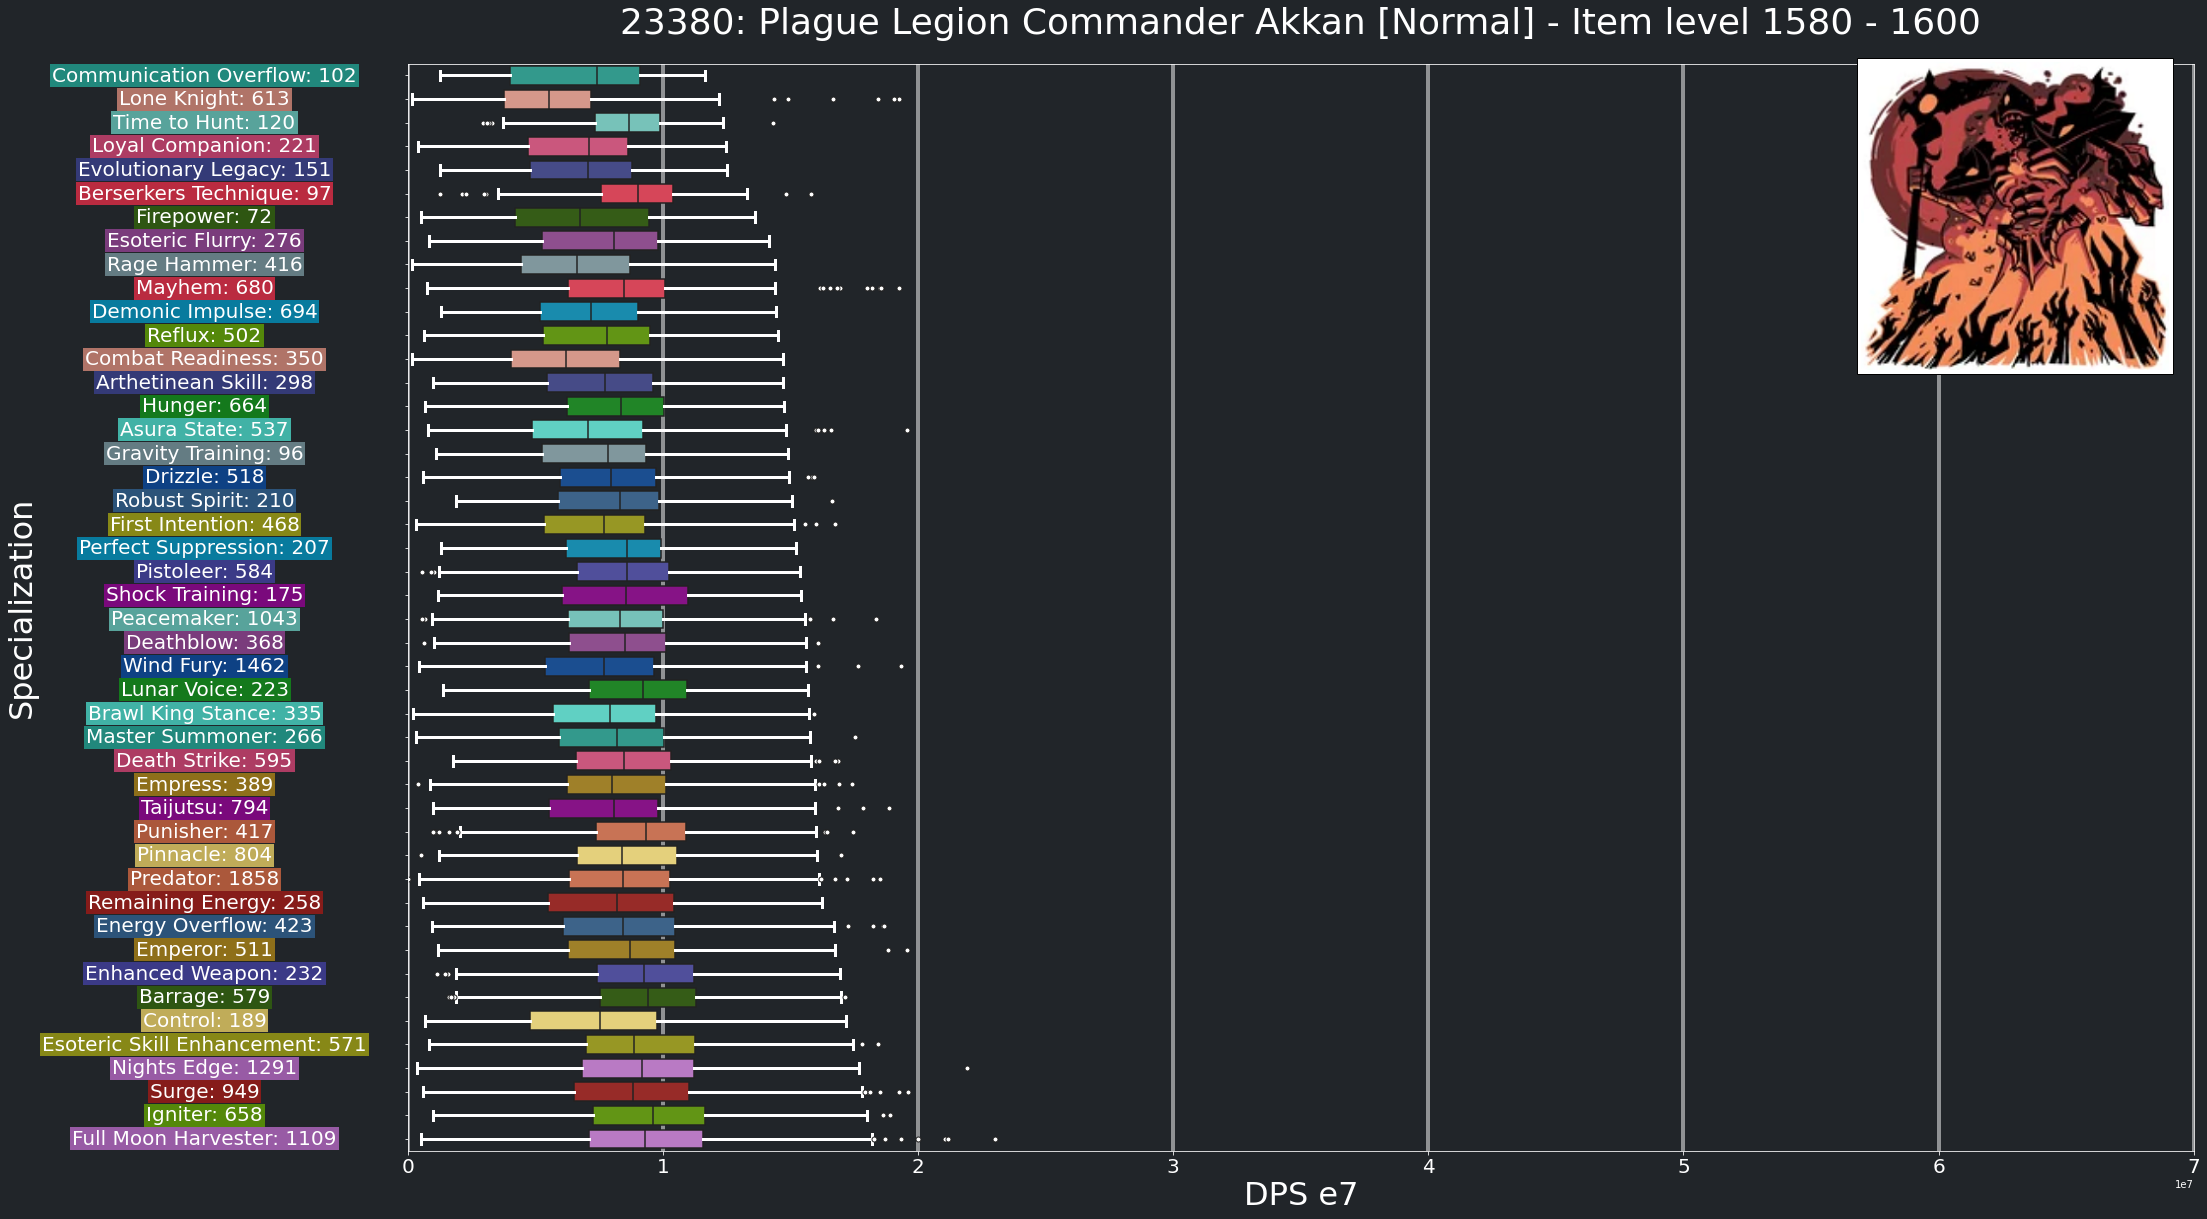 23380: Plague Legion Commander Akkan [Normal] - Item level 1580 - 1600
Specialization
Communication Overflow: 102
Lone Knight: 613
Time to Hunt: 120
Loyal Companion: 221
Evolutionary Legacy: 151
Berserkers Technique: 97
Firepower: 72
Esoteric Flurry: 276
Rage Hammer: 416
Mayhem: 680
Demonic Impulse: 694
Reflux: 502
Combat Readiness: 350
Arthetinean Skill: 298
Hunger: 664
Asura State: 537
Gravity Training: 96
Drizzle: 518
Robust Spirit: 210
First Intention: 468
Perfect Suppression: 207
Pistoleer: 584
Shock Training: 175
Peacemaker: 1043
Deathblow: 368
Wind Fury: 1462
Lunar Voice: 223
Brawl King Stance: 335
Master Summoner: 266
Death Strike: 595
Empress: 389
Taijutsu: 794
Punisher: 417
Pinnacle: 804
Predator: 1858
Remaining Energy: 258
Energy Overflow: 423
Emperor: 511
Enhanced Weapon: 232
Barrage: 579
Control: 189
Esoteric Skill Enhancement: 571
Nights Edge: 1291
Surge: 949
Igniter: 658
Full Moon Harvester: 1109
0 1 2 3 4 5 6 7
1e7
DPS e7